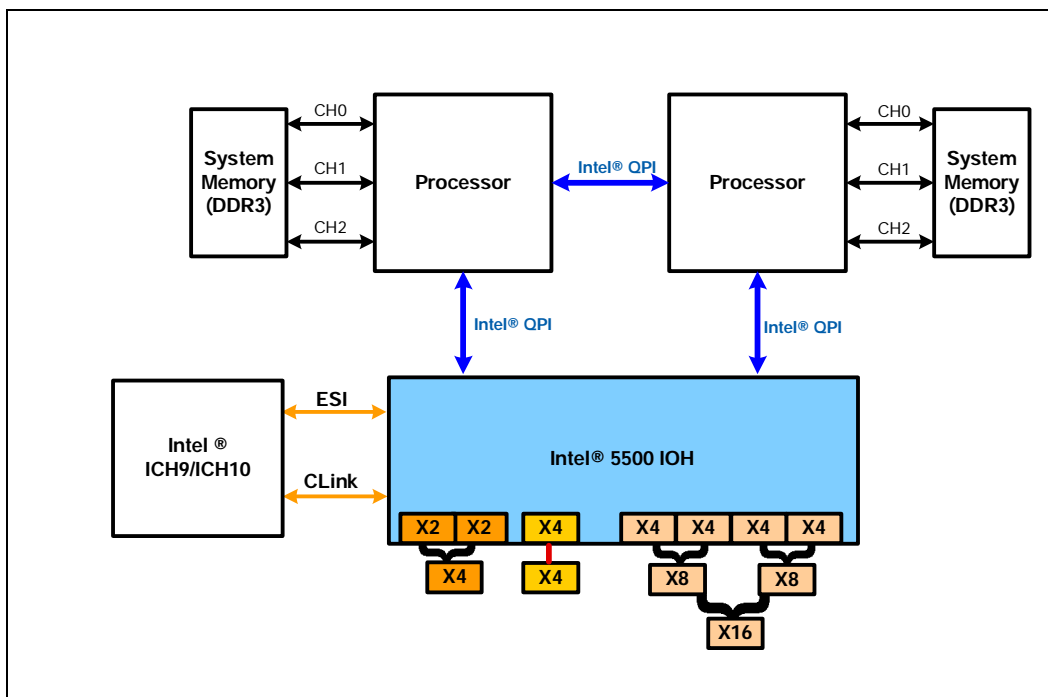 CH0
CH1
CH2
System
Memory
(DDR3)
Processor
Intel® QPI
Processor
CH0
CH1
CH2
System
Memory
(DDR3)
Intel® QPI
Intel® QPI
Intel ®
ICH9/ICH10
ESI
CLink
Intel® 5500 IOH
X2 X2 X4 X4 X4 X4 X4
X4 X4 X8 X8
X16